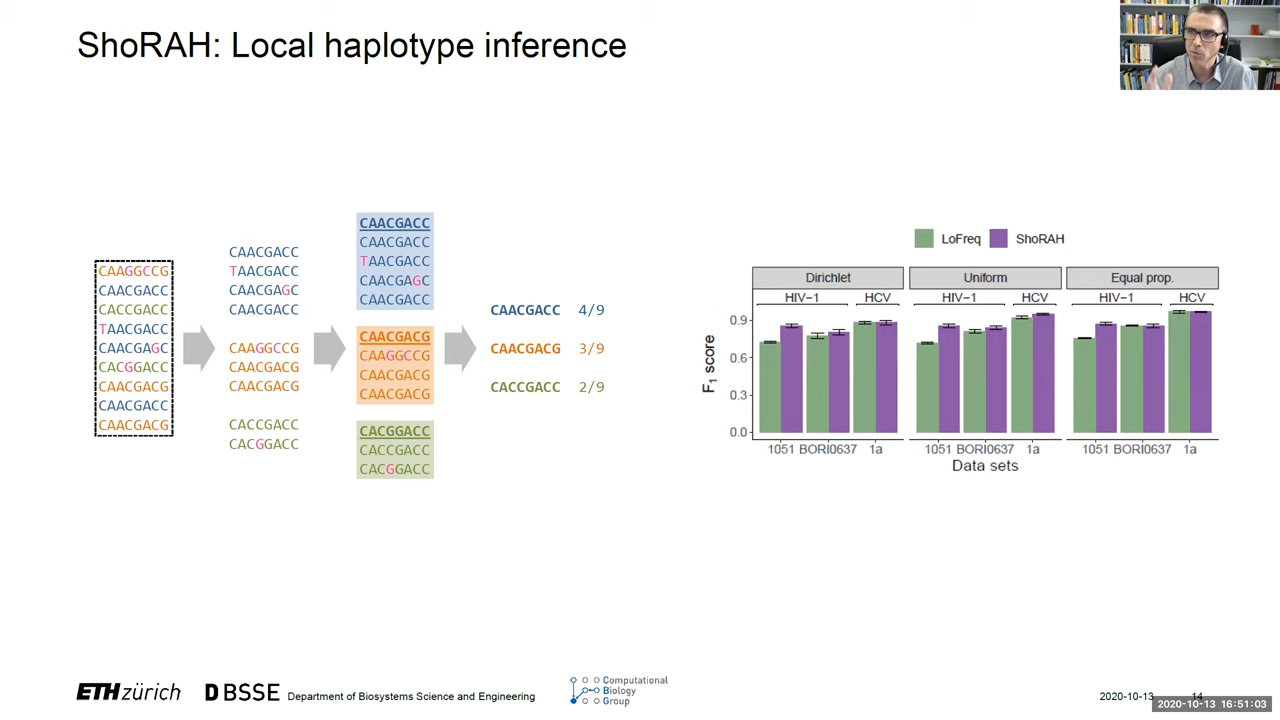 ShoRAH: Local haplotype inference
CAAGGCCG
CAACGACC
CACCGACC
TAACGACC
CAACGAGC
CACGGACC
CAACGACG
CAACGACC
CAACGACG
CAACGACC
TAACGACC
CAACGAGC
CAACGACC
CAAGGCCG
CAACGACG
CAACGACG
CACCGACC
CACGGACC
CAACGACC
CAACGACC
TAACGACC
CAACGAGC
CAACGACC
CAACGACG
CAAGGCCG
CAACGACG
CAACGACG
CACGGACC
CACCGACC
CACGGACC
CAACGACC 4/9
CAACGACG 3/9
CACCGACC 2/9
LoFreq ShoRAH
Dirichlet Uniform Equal prop.
HIV−1 HCV HIV−1 HCV HIV−1 HCV
0.9
0.6
0.3
0.0
F1 score
1051 BORI0637 1a 1051 BORI0637 1a 1051 BORI0637 1a
Data sets
ETH zürich D BSSE Department of Biosystems Science and Engineering
Computational
Biology
Group
2020-10-13 14
2020-10-13 16:51:03